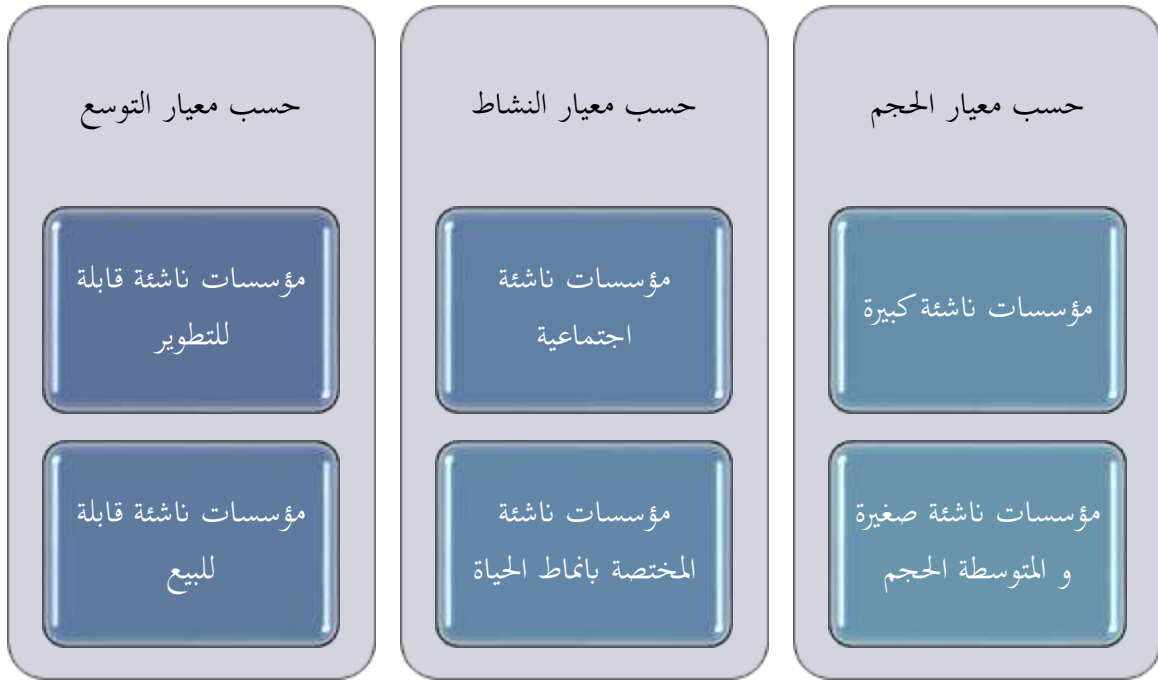 حسب معيار الحجم
مؤسسات ناشئة كبيرة
مؤسسات ناشئة صغيرة
و المتوسطة الحجم
حسب معيار النشاط
مؤسسات ناشئة
اجتماعية
مؤسسات ناشئة
المختصة بانماط الحياة
حسب معيار التوسع
مؤسسات ناشئة قابلة
للتطوير
مؤسسات ناشئة قابلة
للبيع